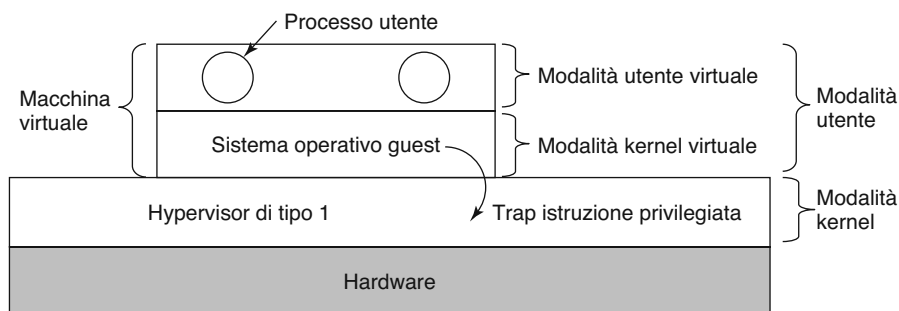 Processo utente
Macchina
virtuale
Modalità utente virtuale
Modalità
utente
Sistema operativo guest
Modalità kernel virtuale
Hypervisor di tipo 1
Trap istruzione privilegiata
Modalità
kernel
Hardware